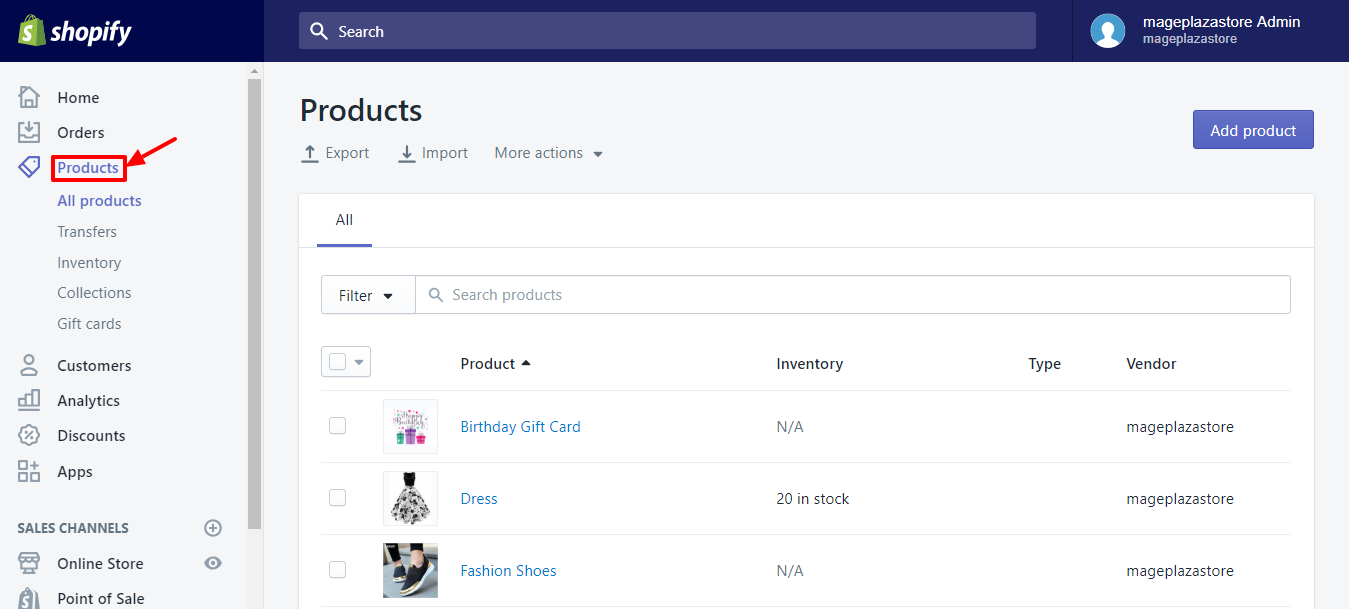 shopify
Search
mageplazastore Admin
mageplazastore
Home
Orders
Products
All products
Transfers
Inventory
Collections
Gift cards
Customers
Analytics
Discounts
Apps
SALES CHANNELS
Online Store
Point of Sale
Products
Export Import More actions
Add product
All
Filter Search products
Product Inventory Type Vendor
Happy Birthday
Birthday Gift Card N/A mageplazastore
Dress 20 in stock mageplazastore
Fashion Shoes N/A mageplazastore